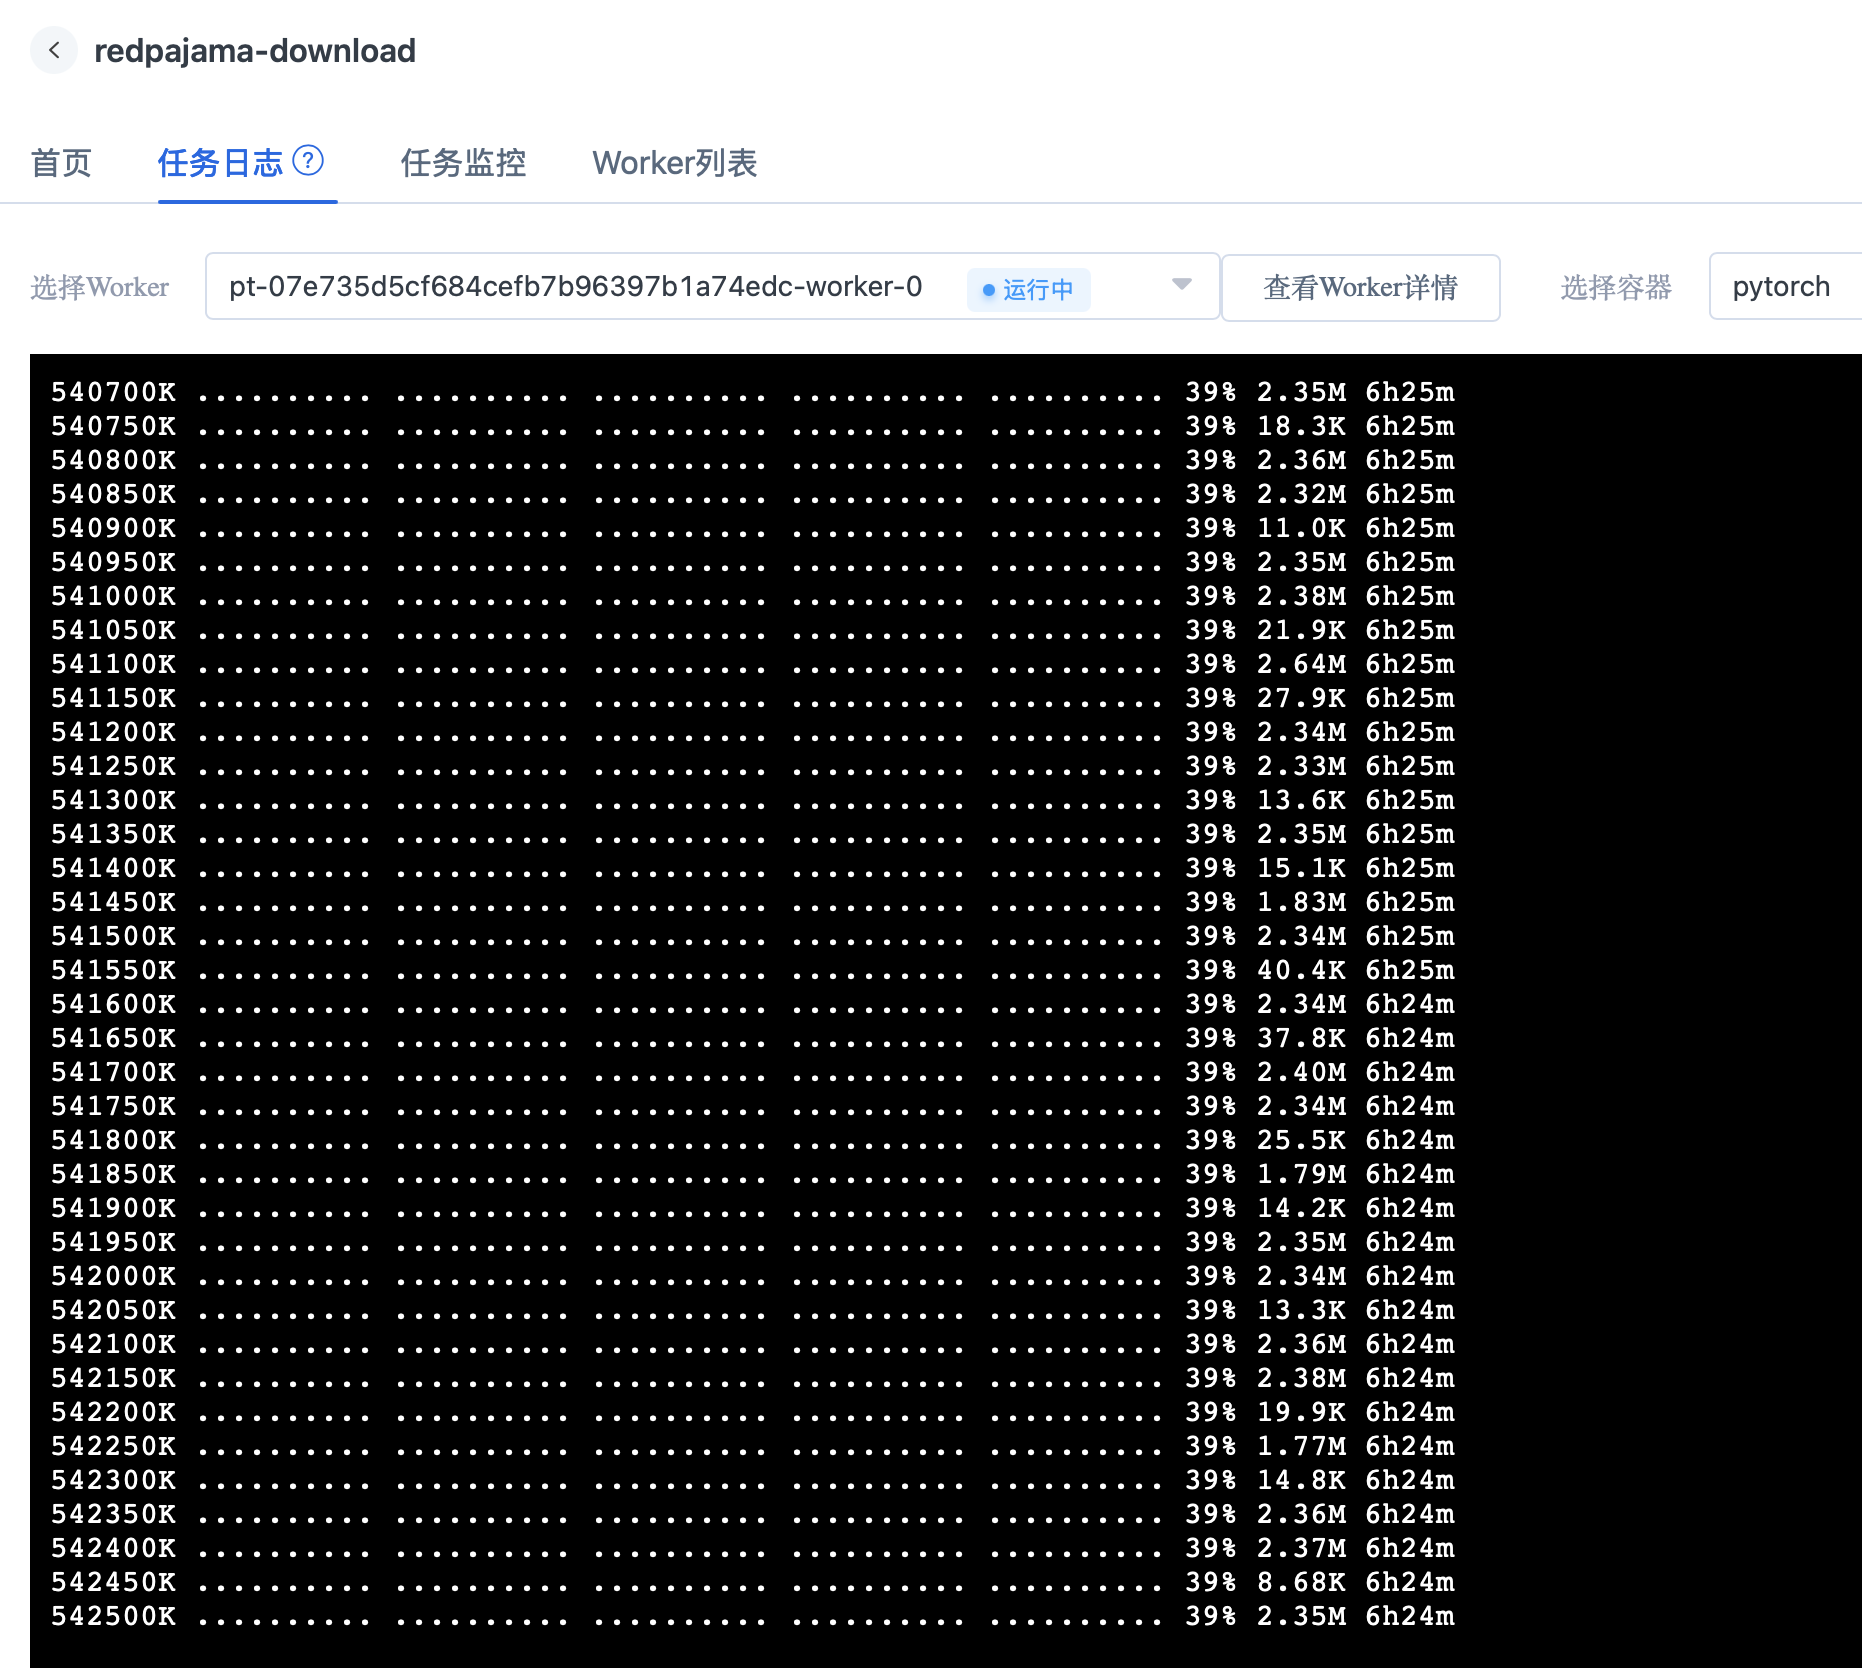 redpajama-download
首页 任务日志 ? 任务监控 Worker列表
选择Worker pt-07e735d5cf684cefb7b96397b1a74edc-worker-0 运行中 查看Worker详情 选择容器 pytorch
540700K .......... .......... .......... .......... .......... 39% 2.35M 6h25m
540750K .......... .......... .......... .......... .......... 39% 18.3K 6h25m
540800K .......... .......... .......... .......... .......... 39% 2.36M 6h25m
540850K .......... .......... .......... .......... .......... 39% 2.32M 6h25m
540900K .......... .......... .......... .......... .......... 39% 11.0K 6h25m
540950K .......... .......... .......... .......... .......... 39% 2.35M 6h25m
541000K .......... .......... .......... .......... .......... 39% 2.38M 6h25m
541050K .......... .......... .......... .......... .......... 39% 21.9K 6h25m
541100K .......... .......... .......... .......... .......... 39% 2.64M 6h25m
541150K .......... .......... .......... .......... .......... 39% 27.9K 6h25m
541200K .......... .......... .......... .......... .......... 39% 2.34M 6h25m
541250K .......... .......... .......... .......... .......... 39% 2.33M 6h25m
541300K .......... .......... .......... .......... .......... 39% 13.6K 6h25m
541350K .......... .......... .......... .......... .......... 39% 2.35M 6h25m
541400K .......... .......... .......... .......... .......... 39% 15.1K 6h25m
541450K .......... .......... .......... .......... .......... 39% 1.83M 6h25m
541500K .......... .......... .......... .......... .......... 39% 2.34M 6h25m
541550K .......... .......... .......... .......... .......... 39% 40.4K 6h25m
541600K .......... .......... .......... .......... .......... 39% 2.34M 6h24m
541650K .......... .......... .......... .......... .......... 39% 37.8K 6h24m
541700K .......... .......... .......... .......... .......... 39% 2.40M 6h24m
541750K .......... .......... .......... .......... .......... 39% 2.34M 6h24m
541800K .......... .......... .......... .......... .......... 39% 25.5K 6h24m
541850K .......... .......... .......... .......... .......... 39% 1.79M 6h24m
541900K .......... .......... .......... .......... .......... 39% 14.2K 6h24m
541950K .......... .......... .......... .......... .......... 39% 2.35M 6h24m
542000K .......... .......... .......... .......... .......... 39% 2.34M 6h24m
542050K .......... .......... .......... .......... .......... 39% 13.3K 6h24m
542100K .......... .......... .......... .......... .......... 39% 2.36M 6h24m
542150K .......... .......... .......... .......... .......... 39% 2.38M 6h24m
542200K .......... .......... .......... .......... .......... 39% 19.9K 6h24m
542250K .......... .......... .......... .......... .......... 39% 1.77M 6h24m
542300K .......... .......... .......... .......... .......... 39% 14.8K 6h24m
542350K .......... .......... .......... .......... .......... 39% 2.36M 6h24m
542400K .......... .......... .......... .......... .......... 39% 2.37M 6h24m
542450K .......... .......... .......... .......... .......... 39% 8.68K 6h24m
542500K .......... .......... .......... .......... .......... 39% 2.35M 6h24m